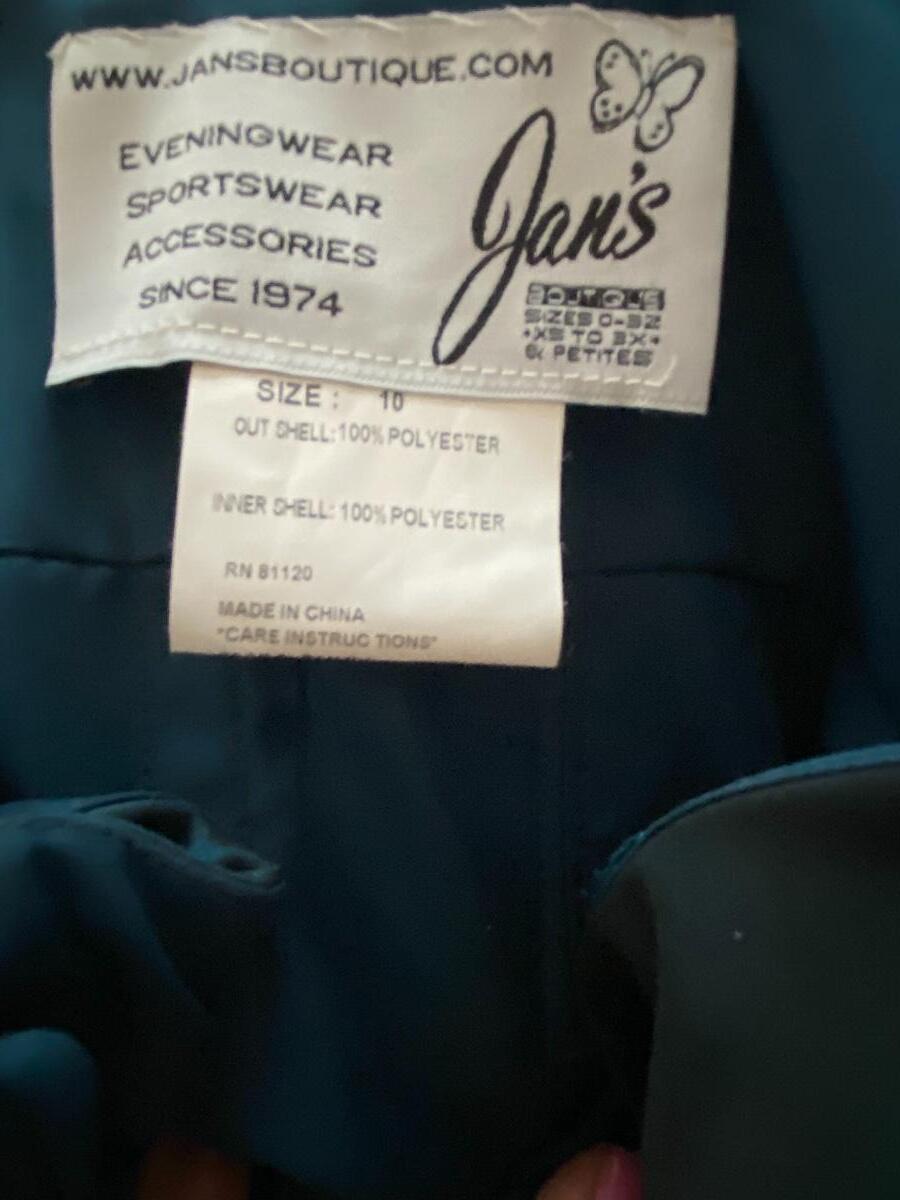 WWW.JANSBOUTIQUE.COM
EVENINGWEAR
SPORTSWEAR
ACCESSORIES
SINCE 1974
Jan's
BOUTIQUE
SIZES 0-32
•XS TO 3X•
& PETITES
SIZE : 10
OUT SHELL:100% POLYESTER
INNER SHELL: 100% POLYESTER
RN 81120
MADE IN CHINA
"CARE INSTRUC TIONS"